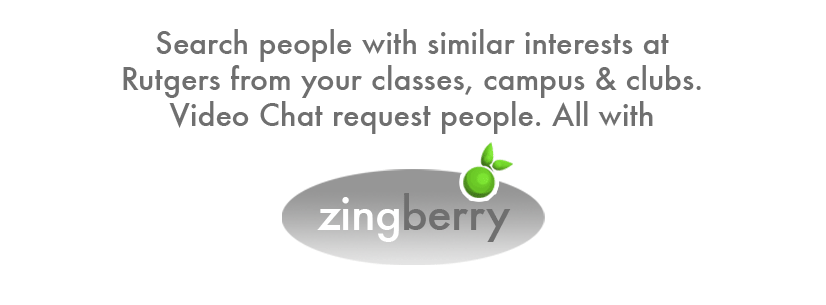 Search people with similar interests at
Rutgers from your classes, campus & clubs.
Video Chat request people. All with
zingberry